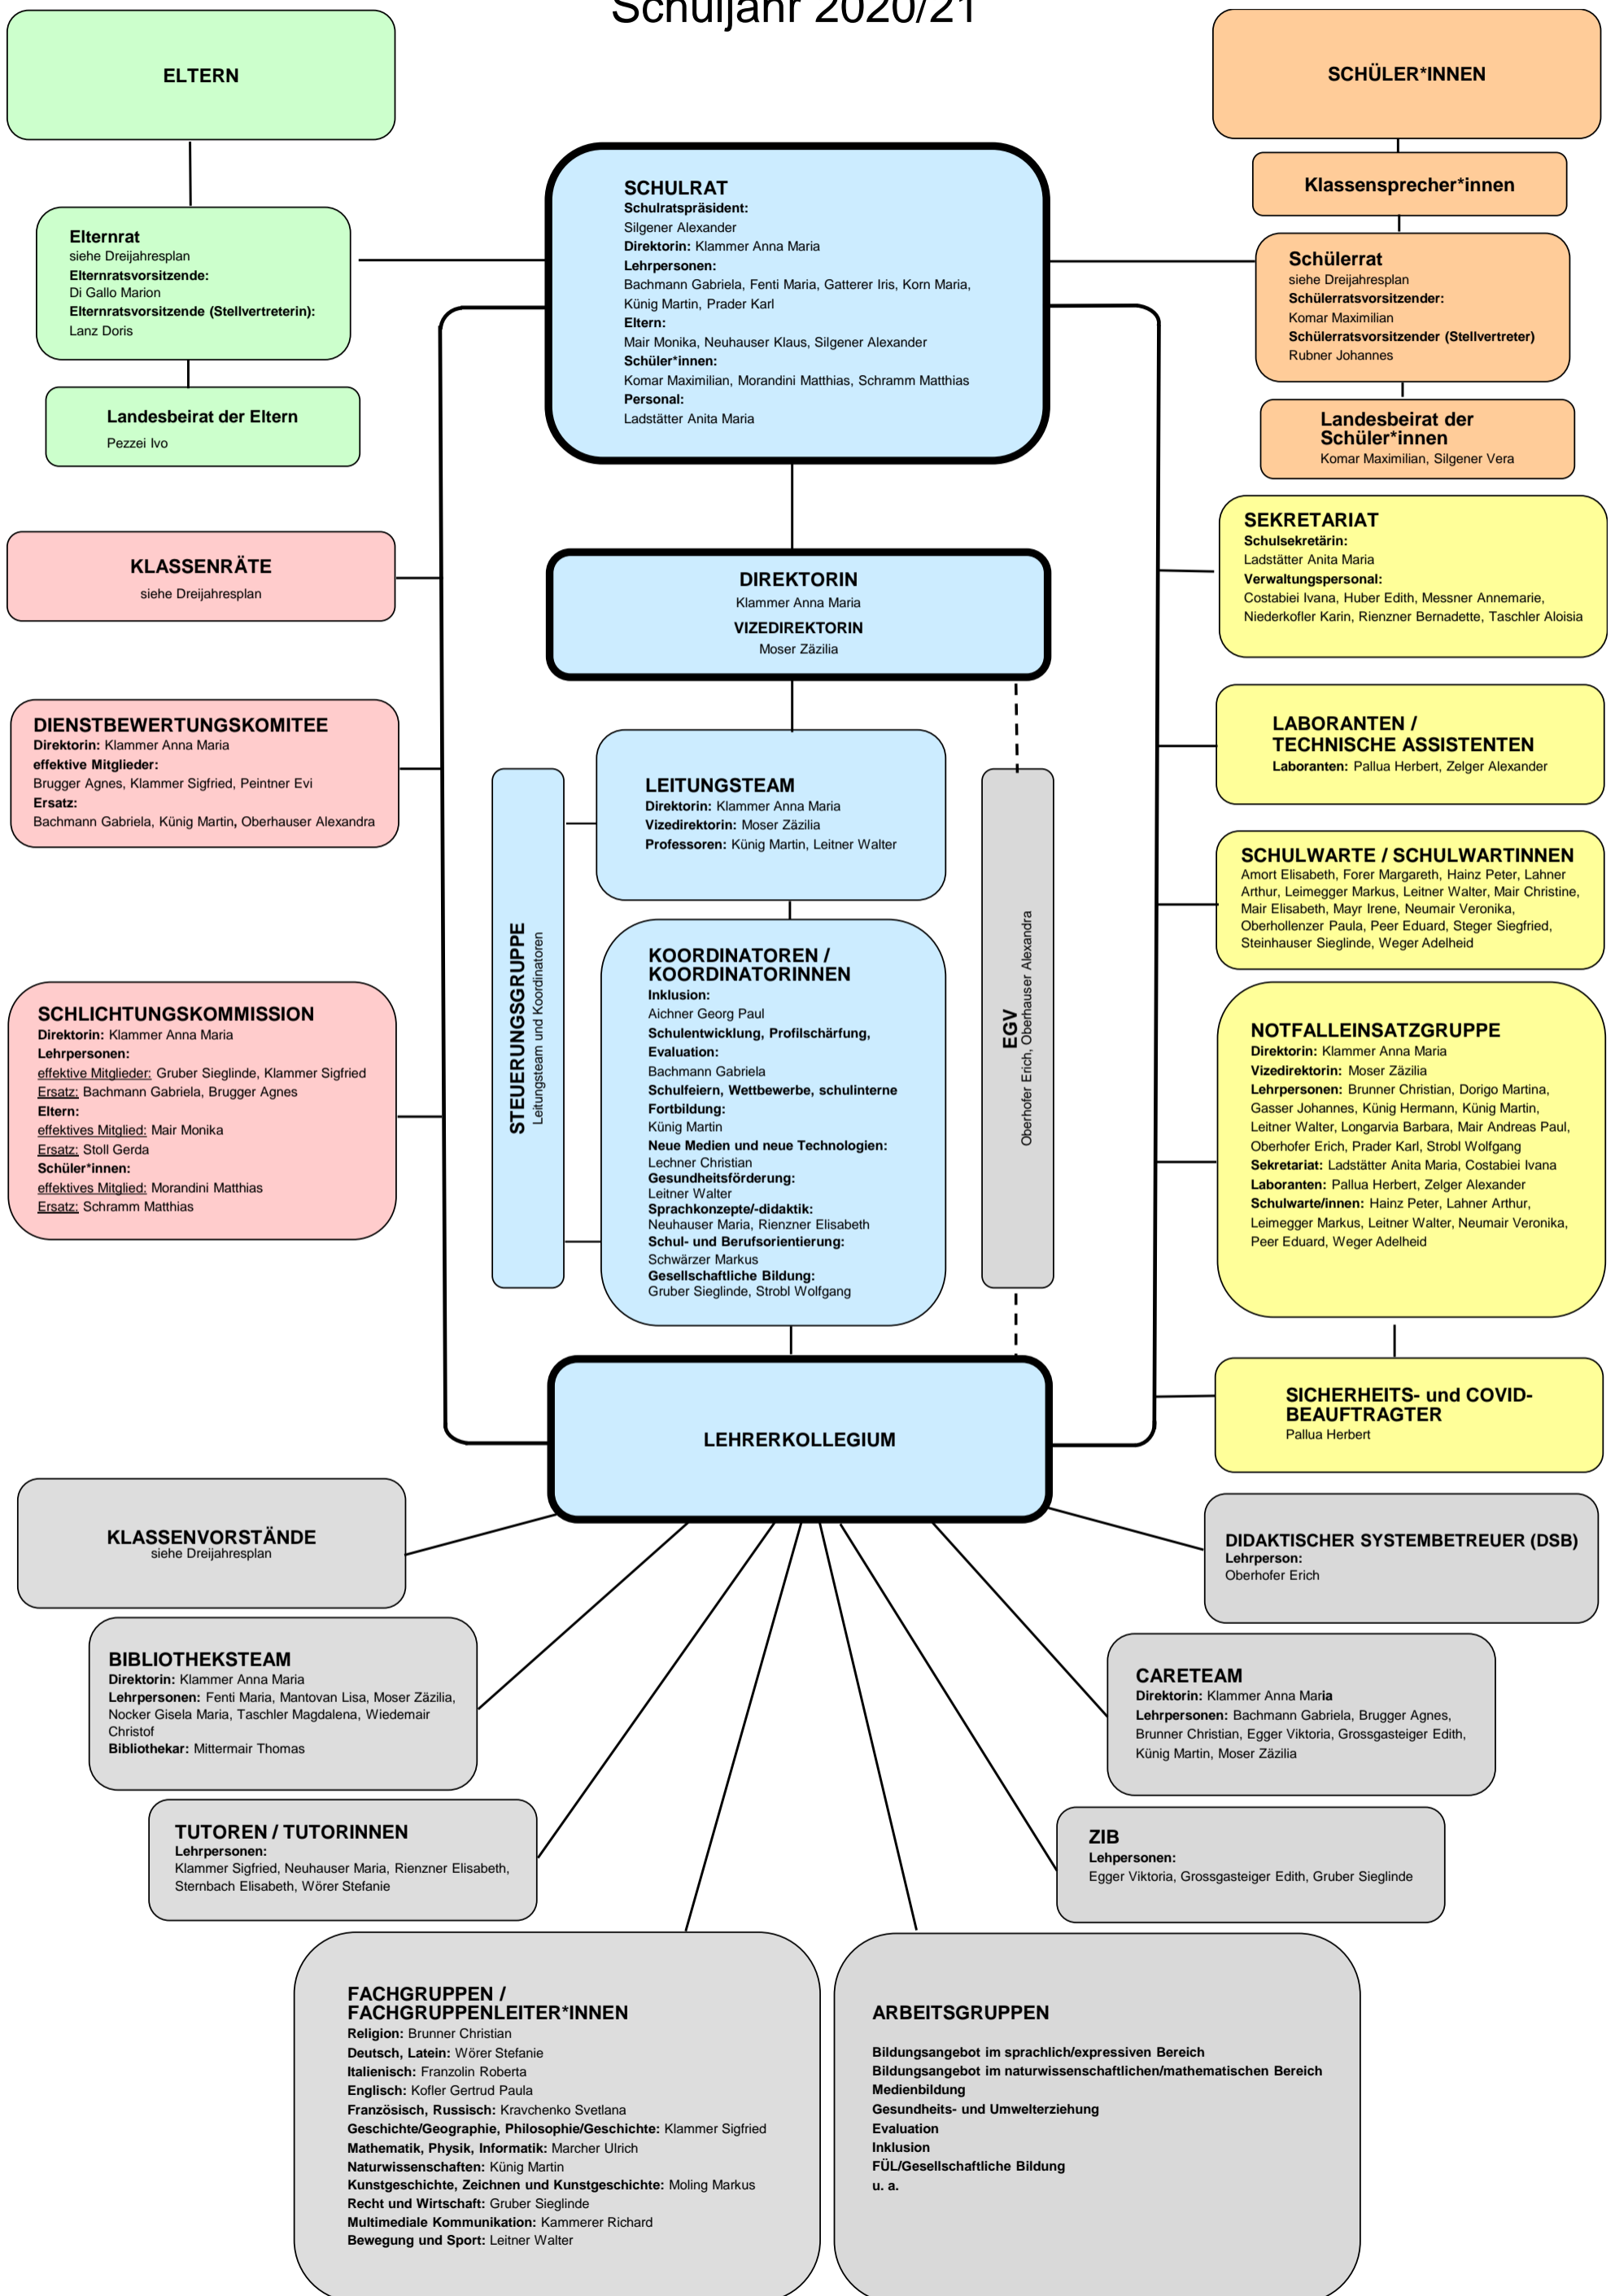 Schuljahr 2020/21
ELTERN
SCHÜLER*INNEN
Klassensprecher*innen
SCHULRAT
Schulratspräsident:
Silgener Alexander
Direktorin: Klammer Anna Maria
Lehrpersonen:
Bachmann Gabriela, Fenti Maria, Gatterer Iris, Korn Maria,
Künig Martin, Prader Karl
Eltern:
Mair Monika, Neuhauser Klaus, Silgener Alexander
Schüler*innen:
Komar Maximilian, Morandini Matthias, Schramm Matthias
Personal:
Ladstätter Anita Maria
Elternrat
siehe Dreijahresplan
Elternratsvorsitzende:
Di Gallo Marion
Elternratsvorsitzende (Stellvertreterin):
Lanz Doris
Schülerrat
siehe Dreijahresplan
Schülerratsvorsitzender:
Komar Maximilian
Schülerratsvorsitzender (Stellvertreter)
Rubner Johannes
Landesbeirat der Eltern
Pezzei Ivo
Landesbeirat der
Schüler*innen
Komar Maximilian, Silgener Vera
KLASSENRÄTE
siehe Dreijahresplan
DIREKTORIN
Klammer Anna Maria
VIZEDIREKTORIN
Moser Zäzilia
SEKRETARIAT
Schulsekretärin:
Ladstätter Anita Maria
Verwaltungspersonal:
Costabiei Ivana, Huber Edith, Messner Annemarie,
Niederkofler Karin, Rienzner Bernadette, Taschler Aloisia
DIENSTBEWERTUNGSKOMITEE
Direktorin: Klammer Anna Maria
effektive Mitglieder:
Brugger Agnes, Klammer Sigfried, Peintner Evi
Ersatz:
Bachmann Gabriela, Künig Martin, Oberhauser Alexandra
LEITUNGSTEAM
Direktorin: Klammer Anna Maria
Vizedirektorin: Moser Zäzilia
Professoren: Künig Martin, Leitner Walter
LABORANTEN /
TECHNISCHE ASSISTENTEN
Laboranten: Pallua Herbert, Zelger Alexander
SCHULWARTE / SCHULWARTINNEN
Amort Elisabeth, Forer Margareth, Hainz Peter, Lahner
Arthur, Leimegger Markus, Leitner Walter, Mair Christine,
Mair Elisabeth, Mayr Irene, Neumair Veronika,
Oberhollenzer Paula, Peer Eduard, Steger Siegfried,
Steinhauser Sieglinde, Weger Adelheid
STEUERUNGSGRUPPE
Leitungsteam und Koordinatoren
KOORDINATOREN /
KOORDINATORINNEN
Inklusion:
Aichner Georg Paul
Schulentwicklung, Profilschärfung,
Evaluation:
Bachmann Gabriela
Schulfeiern, Wettbewerbe, schulinterne
Fortbildung:
Künig Martin
Neue Medien und neue Technologien:
Lechner Christian
Gesundheitsförderung:
Leitner Walter
Sprachkonzepte/-didaktik:
Neuhauser Maria, Rienzner Elisabeth
Schul- und Berufsorientierung:
Schwärzer Markus
Gesellschaftliche Bildung:
Gruber Sieglinde, Strobl Wolfgang
EGV
Oberhofer Erich, Oberhauser Alexandra
SCHLICHTUNGSKOMMISSION
Direktorin: Klammer Anna Maria
Lehrpersonen:
effektive Mitglieder: Gruber Sieglinde, Klammer Sigfried
Ersatz: Bachmann Gabriela, Brugger Agnes
Eltern:
effektives Mitglied: Mair Monika
Ersatz: Stoll Gerda
Schüler*innen:
effektives Mitglied: Morandini Matthias
Ersatz: Schramm Matthias
NOTFALLEINSATZGRUPPE
Direktorin: Klammer Anna Maria
Vizedirektorin: Moser Zäzilia
Lehrpersonen: Brunner Christian, Dorigo Martina,
Gasser Johannes, Künig Hermann, Künig Martin,
Leitner Walter, Longarvia Barbara, Mair Andreas Paul,
Oberhofer Erich, Prader Karl, Strobl Wolfgang
Sekretariat: Ladstätter Anita Maria, Costabiei Ivana
Laboranten: Pallua Herbert, Zelger Alexander
Schulwarte/innen: Hainz Peter, Lahner Arthur,
Leimegger Markus, Leitner Walter, Neumair Veronika,
Peer Eduard, Weger Adelheid
LEHRERKOLLEGIUM
SICHERHEITS- und COVID-
BEAUFTRAGTER
Pallua Herbert
KLASSENVORSTÄNDE
siehe Dreijahresplan
DIDAKTISCHER SYSTEMBETREUER (DSB)
Lehrperson:
Oberhofer Erich
BIBLIOTHEKSTEAM
Direktorin: Klammer Anna Maria
Lehrpersonen: Fenti Maria, Mantovan Lisa, Moser Zäzilia,
Nocker Gisela Maria, Taschler Magdalena, Wiedemair
Christof
Bibliothekar: Mittermair Thomas
CARETEAM
Direktorin: Klammer Anna Maria
Lehrpersonen: Bachmann Gabriela, Brugger Agnes,
Brunner Christian, Egger Viktoria, Grossgasteiger Edith,
Künig Martin, Moser Zäzilia
TUTOREN / TUTORINNEN
Lehrpersonen:
Klammer Sigfried, Neuhauser Maria, Rienzner Elisabeth,
Sternbach Elisabeth, Wörer Stefanie
ZIB
Lehpersonen:
Egger Viktoria, Grossgasteiger Edith, Gruber Sieglinde
FACHGRUPPEN /
FACHGRUPPENLEITER*INNEN
Religion: Brunner Christian
Deutsch, Latein: Wörer Stefanie
Italienisch: Franzolin Roberta
Englisch: Kofler Gertrud Paula
Französisch, Russisch: Kravchenko Svetlana
Geschichte/Geographie, Philosophie/Geschichte: Klammer Sigfried
Mathematik, Physik, Informatik: Marcher Ulrich
Naturwissenschaften: Künig Martin
Kunstgeschichte, Zeichnen und Kunstgeschichte: Moling Markus
Recht und Wirtschaft: Gruber Sieglinde
Multimediale Kommunikation: Kammerer Richard
Bewegung und Sport: Leitner Walter
ARBEITSGRUPPEN
Bildungsangebot im sprachlich/expressiven Bereich
Bildungsangebot im naturwissenschaftlichen/mathematischen Bereich
Medienbildung
Gesundheits- und Umwelterziehung
Evaluation
Inklusion
FÜL/Gesellschaftliche Bildung
u. a.